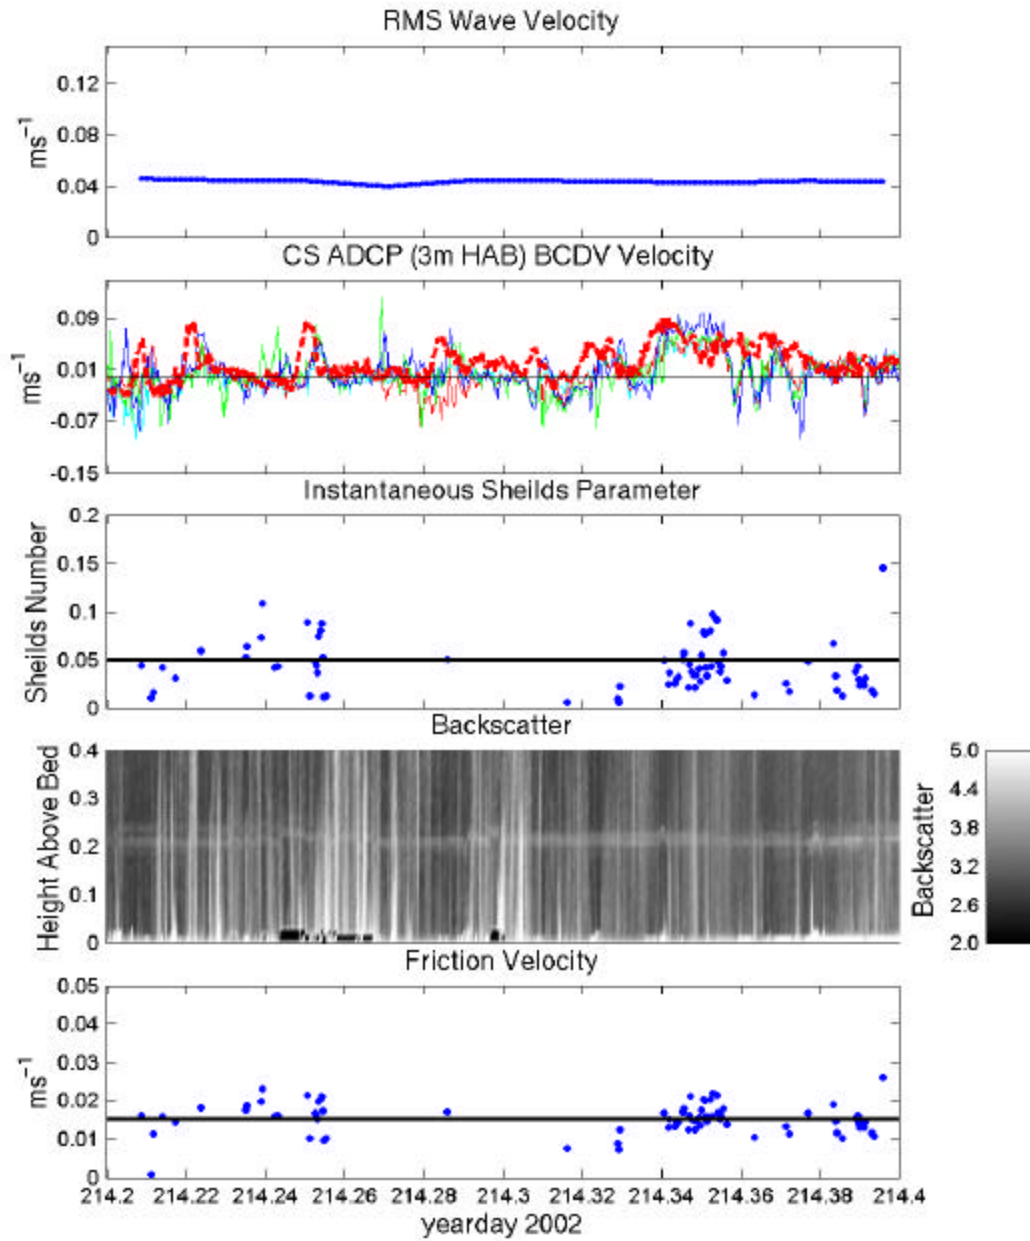 RMS Wave Velocity
0.12
0.08
0.04
0
ms⁻¹
CS ADCP (3m HAB) BCDV Velocity
0.09
0.01
-0.07
-0.15
ms⁻¹
Instantaneous Sheilds Parameter
0.2
0.15
0.1
0.05
0
Sheilds Number
Backscatter
0.4
0.3
0.2
0.1
0
Height Above Bed
5.0
4.4
3.8
3.2
2.6
2.0
Backscatter
Friction Velocity
0.05
0.04
0.03
0.02
0.01
0
ms⁻¹
214.2 214.22 214.24 214.26 214.28 214.3 214.32 214.34 214.36 214.38 214.4
yearday 2002